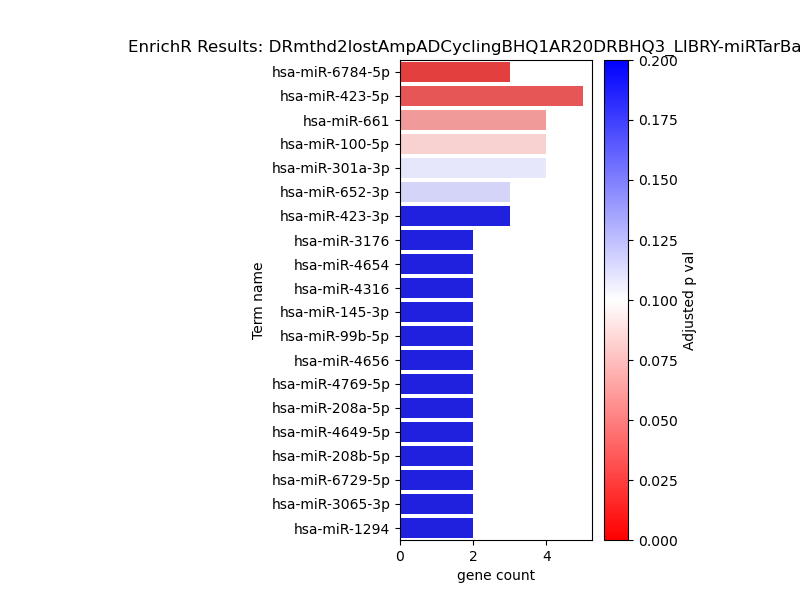 EnrichR Results: DRmthd2lostAmpADCyclingBHQ1AR20DRBHQ3_LIBRY-miRTarBa
hsa-miR-6784-5p
hsa-miR-423-5p
hsa-miR-661
hsa-miR-100-5p
hsa-miR-301a-3p
hsa-miR-652-3p
hsa-miR-423-3p
hsa-miR-3176
hsa-miR-4654
hsa-miR-4316
hsa-miR-145-3p
hsa-miR-99b-5p
hsa-miR-4656
hsa-miR-4769-5p
hsa-miR-208a-5p
hsa-miR-4649-5p
hsa-miR-208b-5p
hsa-miR-6729-5p
hsa-miR-3065-3p
hsa-miR-1294
Term name
0 2 4
gene count
0.200
0.175
0.150
0.125
0.100
0.075
0.050
0.025
0.000
Adjusted p val